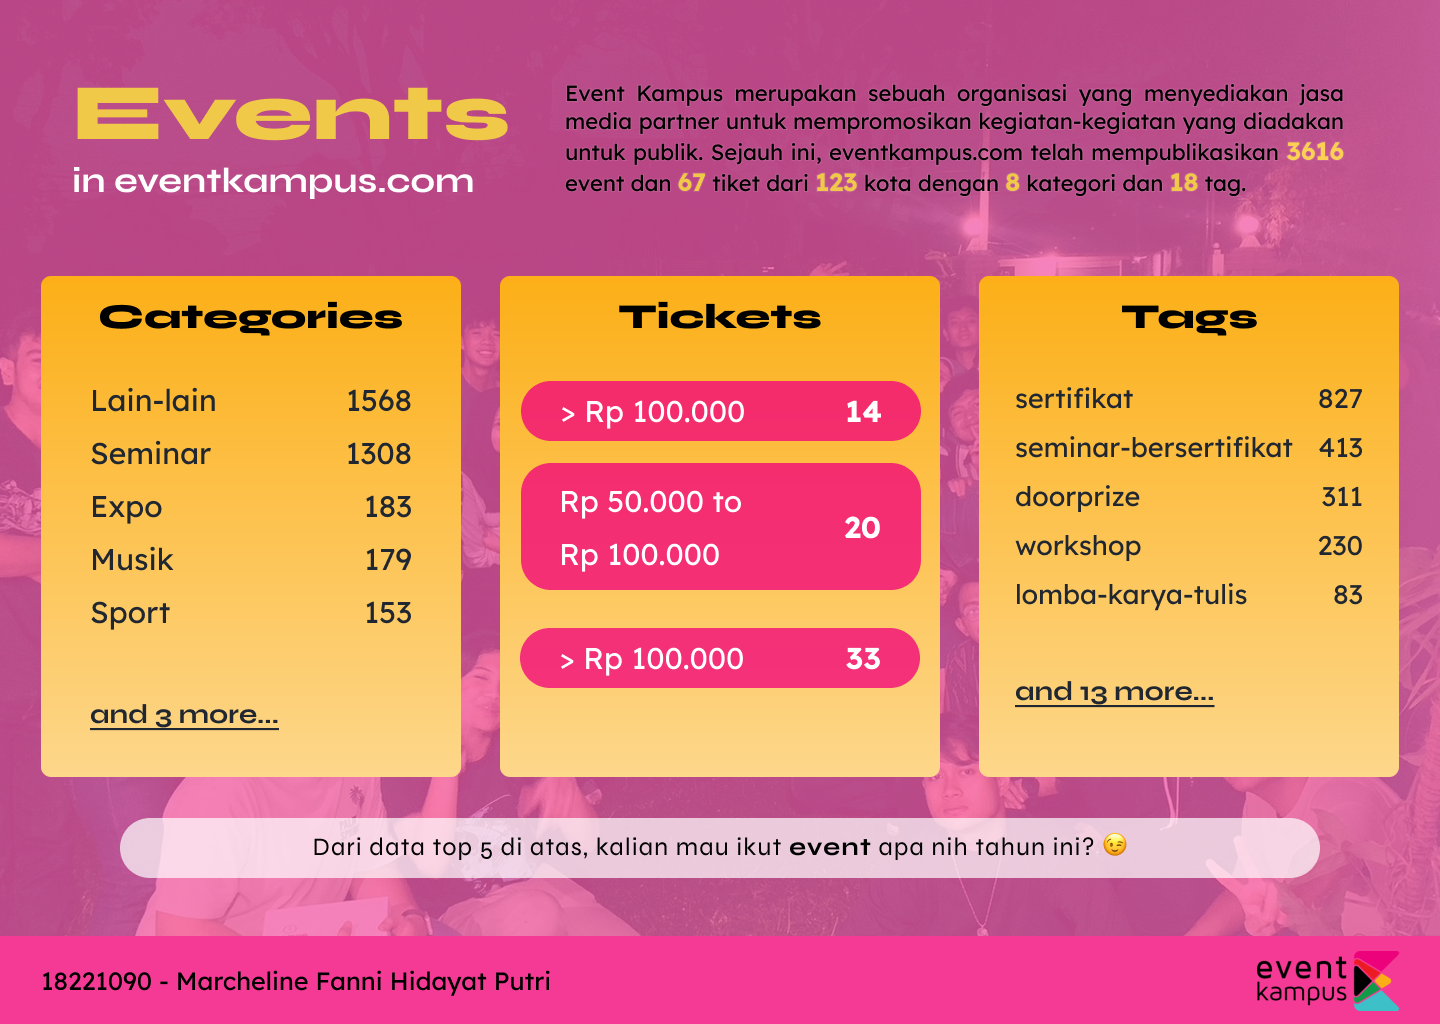 Events
in eventkampus.com
Event Kampus merupakan sebuah organisasi yang menyediakan jasa
media partner untuk mempromosikan kegiatan-kegiatan yang diadakan
untuk publik. Sejauh ini, eventkampus.com telah mempublikasikan 3616
event dan 67 tiket dari 123 kota dengan 8 kategori dan 18 tag.
Categories
Lain-lain 1568
Seminar 1308
Expo 183
Musik 179
Sport 153
and 3 more...
Tickets
> Rp 100.000 14
Rp 50.000 to
Rp 100.000 20
> Rp 100.000 33
Tags
sertifikat 827
seminar-bersertifikat 413
doorprize 311
workshop 230
lomba-karya-tulis 83
and 13 more...
Dari data top 5 di atas, kalian mau ikut event apa nih tahun ini? 😉
18221090 - Marcheline Fanni Hidayat Putri
event
kampus